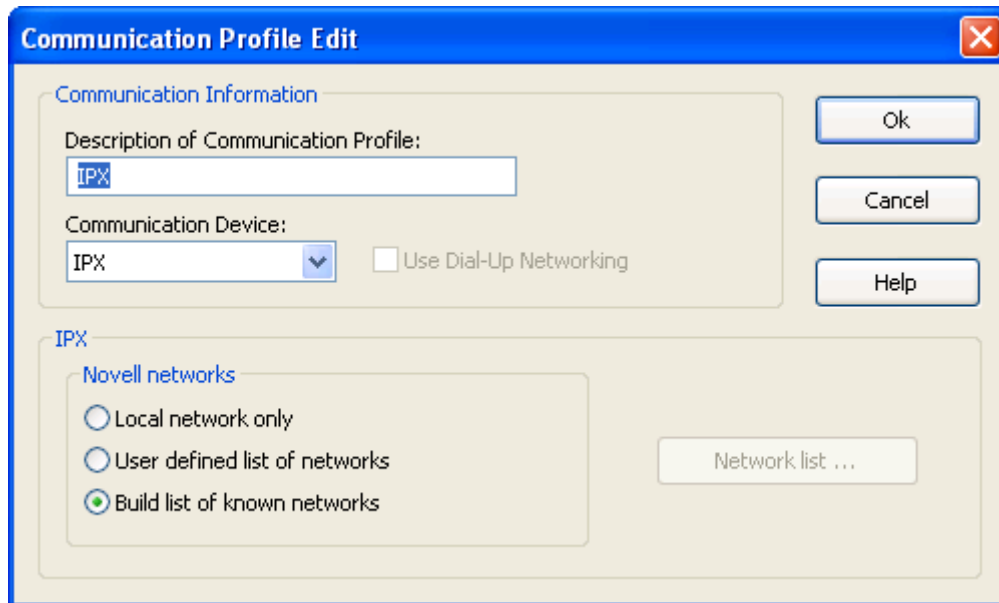 Communication Profile Edit
Communication Information
Description of Communication Profile:
IPX
Communication Device:
IPX
Use Dial-Up Networking
Ok
Cancel
Help
IPX
Novell networks
Local network only
User defined list of networks
Build list of known networks
Network list ...